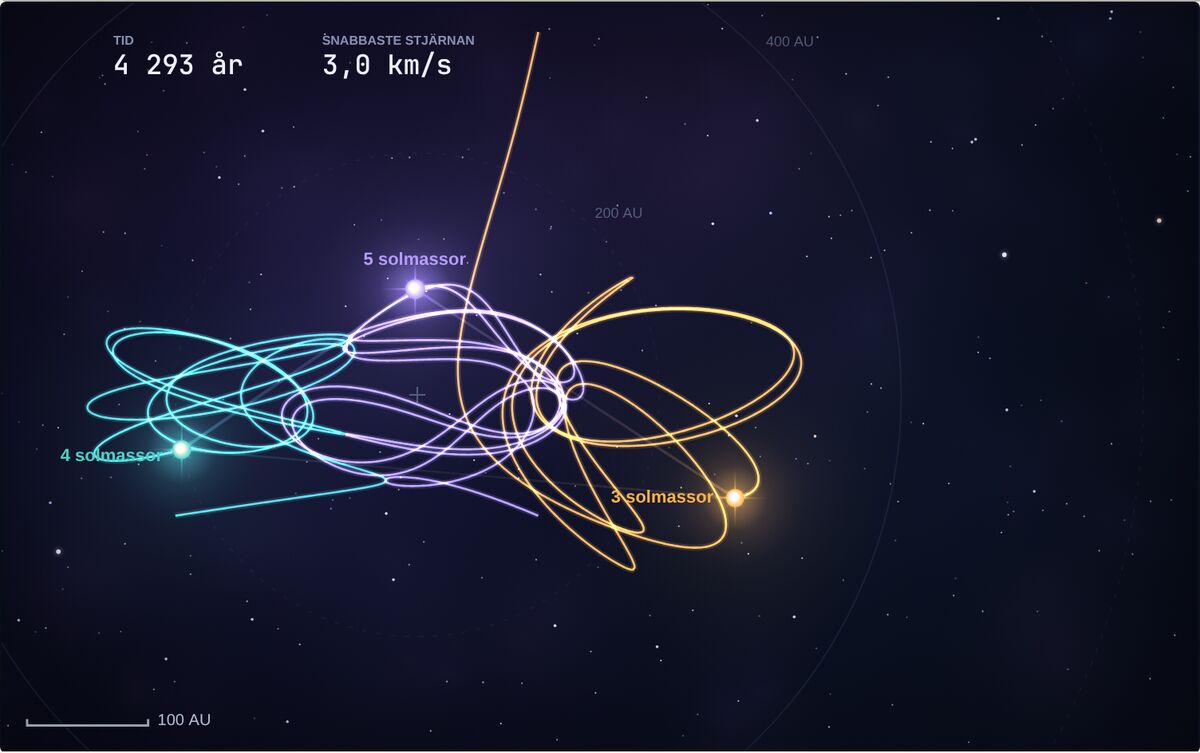 TID
4 293 år
SNABBASTE STJÄRNAN
3,0 km/s
400 AU
200 AU
5 solmassor
4 solmassor
3 solmassor
100 AU